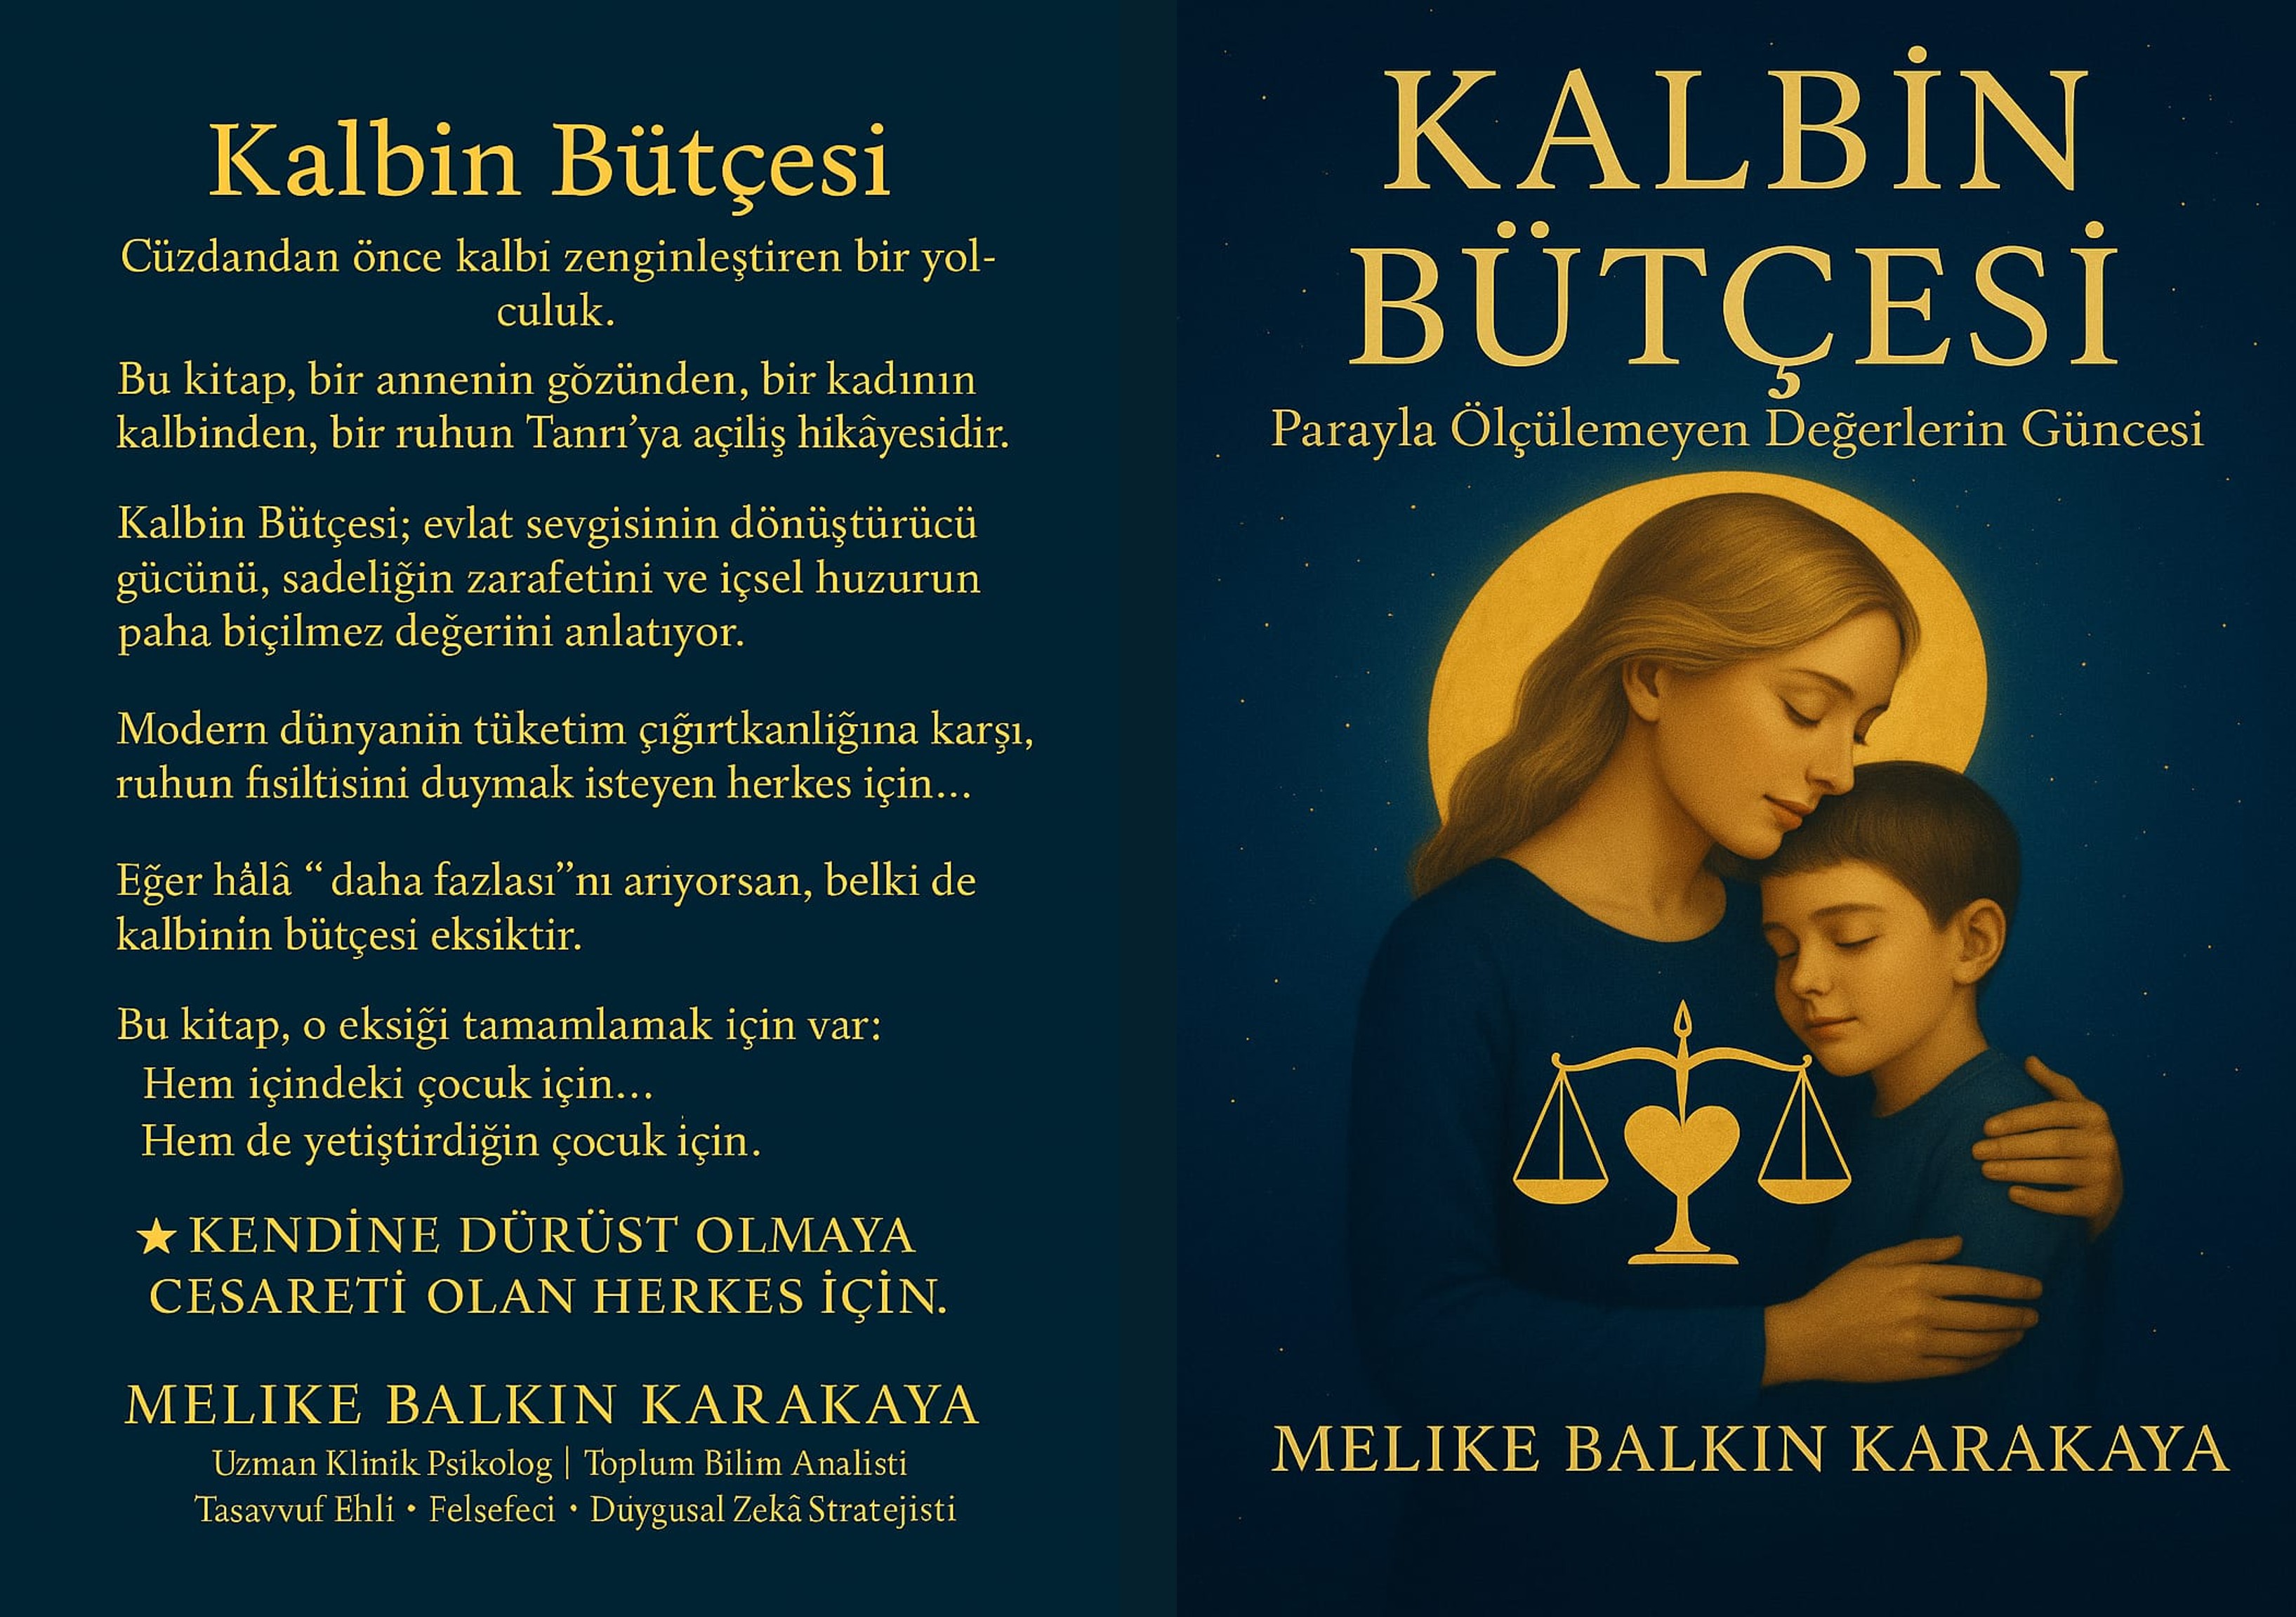 Kalbin Bütçesi
Cüzdandan önce kalbi zenginleştiren bir yol-
culuk.
Bu kitap, bir annenin gözünden, bir kadının
kalbinden, bir ruhun Tanrı’ya açiliş hikâyesidir.
Kalbin Bütçesi; evlat sevgisinin dönüştürücü
gücünü, sadeliğin zarafetini ve içsel huzurun
paha biçilmez değerini anlatıyor.
Modern dünyanin tüketim çığırtkanliğına karşı,
ruhun fisiltisini duymak isteyen herkes için...
Eğer hålâ “daha fazlası”nı ariyorsan, belki de
kalbinin bütçesi eksiktir.
Bu kitap, o eksiği tamamlamak için var:
Hem içindeki çocuk için...
Hem de yetiştirdiğin çocuk için.
★ KENDİNE DÜRÜST OLMAYA
CESARETİ OLAN HERKES İÇİN.
MELIKE BALKIN KARAKAYA
Uzman Klinik Psikolog | Toplum Bilim Analisti
Tasavvuf Ehli • Felsefeci • Duygusal Zekâ Stratejisti
KALBİN
BÜTÇESİ
Parayla Ölçülemeyen Değerlerin Güncesi
MELIKE BALKIN KARAKAYA